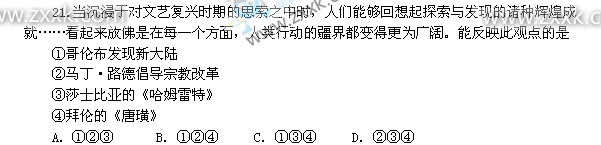 21. 当沉浸于对文艺复兴时期的思索之中时，人们能够回想起探索与发现的诸种辉煌成
就……看起来放佛是在每一个方面，公共行动的疆界都变得更为广阔。能反映此观点的是
①哥伦布发现新大陆
②马丁·路德倡导宗教改革
③莎士比亚的《哈姆雷特》
④拜伦的《唐璜》
A. ①②③ B. ①②④ C. ①③④ D. ②③④